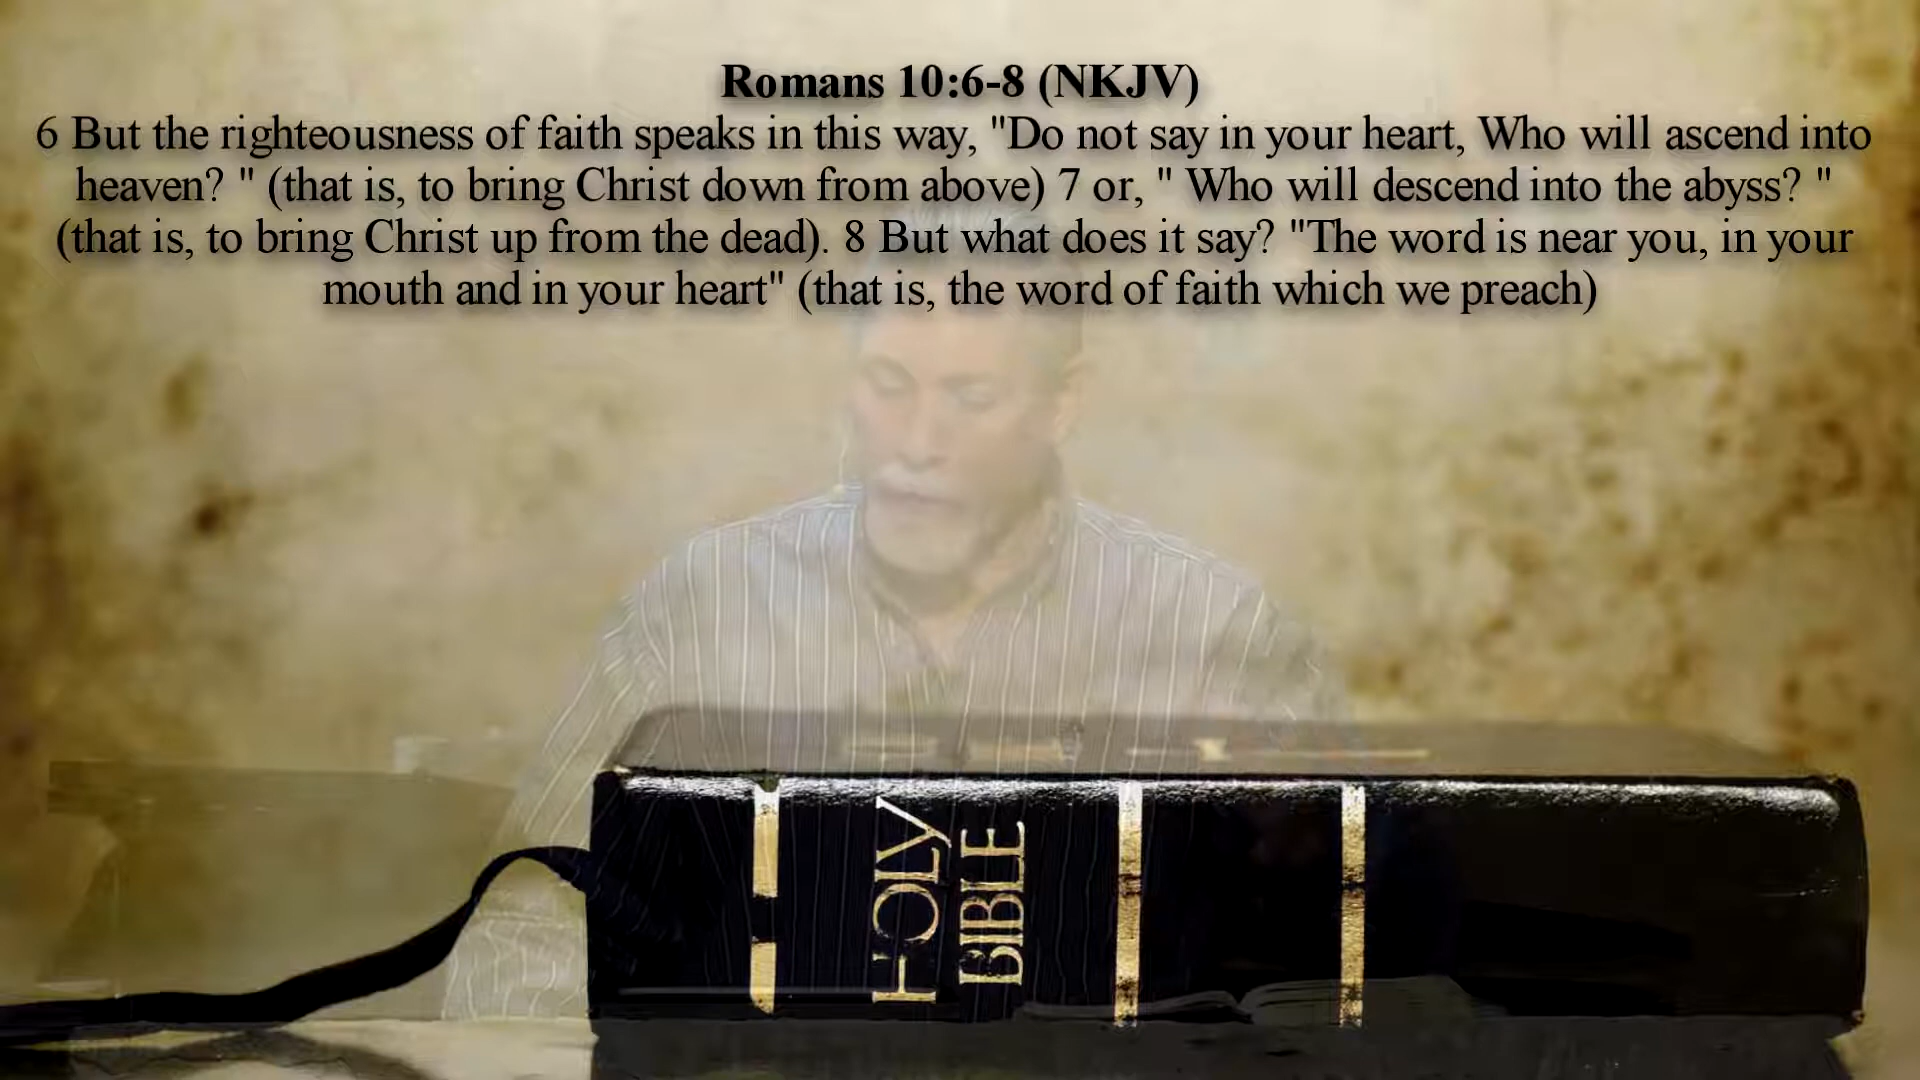 Romans 10:6-8 (NKJV)
6 But the righteousness of faith speaks in this way, "Do not say in your heart, Who will ascend into
heaven? " (that is, to bring Christ down from above) 7 or, " Who will descend into the abyss? "
(that is, to bring Christ up from the dead). 8 But what does it say? "The word is near you, in your
mouth and in your heart" (that is, the word of faith which we preach)
HOLY
BIBLE